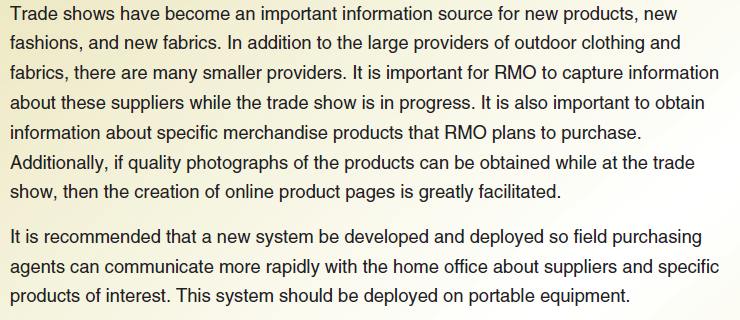 Trade shows have become an important information source for new products, new
fashions, and new fabrics. In addition to the large providers of outdoor clothing and
fabrics, there are many smaller providers. It is important for RMO to capture information
about these suppliers while the trade show is in progress. It is also important to obtain
information about specific merchandise products that RMO plans to purchase.
Additionally, if quality photographs of the products can be obtained while at the trade
show, then the creation of online product pages is greatly facilitated.
It is recommended that a new system be developed and deployed so field purchasing
agents can communicate more rapidly with the home office about suppliers and specific
products of interest. This system should be deployed on portable equipment.